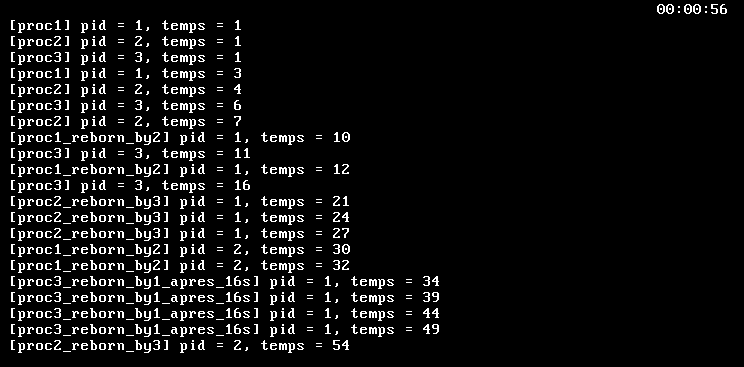 00:00:56
[proc1] pid = 1, temps = 1
[proc2] pid = 2, temps = 1
[proc3] pid = 3, temps = 1
[proc1] pid = 1, temps = 3
[proc2] pid = 2, temps = 4
[proc3] pid = 3, temps = 6
[proc2] pid = 2, temps = 7
[proc1_reborn_by2] pid = 1, temps = 10
[proc3] pid = 3, temps = 11
[proc1_reborn_by2] pid = 1, temps = 12
[proc3] pid = 3, temps = 16
[proc2_reborn_by3] pid = 1, temps = 21
[proc2_reborn_by3] pid = 1, temps = 24
[proc2_reborn_by3] pid = 1, temps = 27
[proc1_reborn_by2] pid = 2, temps = 30
[proc1_reborn_by2] pid = 2, temps = 32
[proc3_reborn_by1_apres_16s] pid = 1, temps = 34
[proc3_reborn_by1_apres_16s] pid = 1, temps = 39
[proc3_reborn_by1_apres_16s] pid = 1, temps = 44
[proc3_reborn_by1_apres_16s] pid = 1, temps = 49
[proc2_reborn_by3] pid = 2, temps = 54